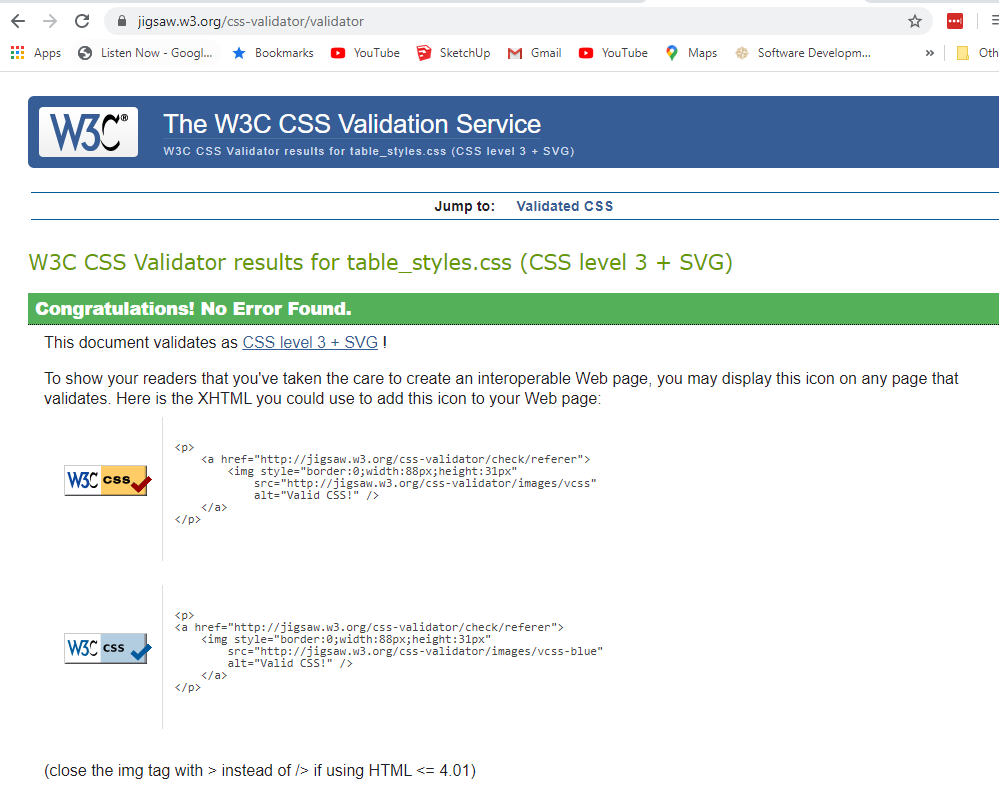 jigsaw.w3.org/css-validator/validator
Apps Listen Now - Googl... Bookmarks YouTube SketchUp Gmail YouTube Maps Software Developm... » Oth
W3C® The W3C CSS Validation Service
W3C CSS Validator results for table_styles.css (CSS level 3 + SVG)
Jump to: Validated CSS
W3C CSS Validator results for table_styles.css (CSS level 3 + SVG)
Congratulations! No Error Found.
This document validates as CSS level 3 + SVG !
To show your readers that you've taken the care to create an interoperable Web page, you may display this icon on any page that
validates. Here is the XHTML you could use to add this icon to your Web page:
W3C css
<p>
    <a href="http://jigsaw.w3.org/css-validator/check/referer">
        <img style="border:0;width:88px;height:31px"
            src="http://jigsaw.w3.org/css-validator/images/vcss"
            alt="Valid CSS!" />
    </a>
</p>
W3C css
<p>
<a href="http://jigsaw.w3.org/css-validator/check/referer">
    <img style="border:0;width:88px;height:31px"
        src="http://jigsaw.w3.org/css-validator/images/vcss-blue"
        alt="Valid CSS!" />
    </a>
</p>
(close the img tag with > instead of /> if using HTML <= 4.01)